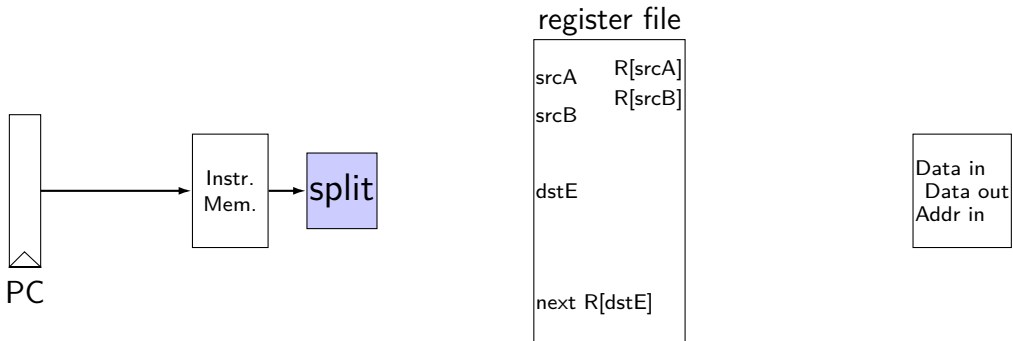 register file
srcA
R[srcA]
R[srcB]
srcB
Instr.
Mem.
split
dstE
Data in
Data out
Addr in
PC
next R[dstE]